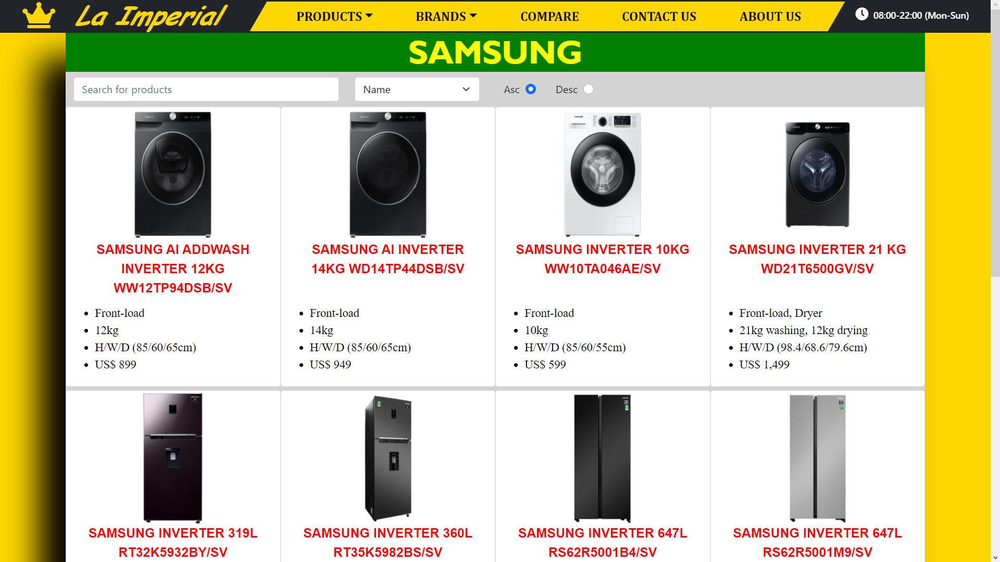 La Imperial
PRODUCTS
BRANDS
COMPARE
CONTACT US
ABOUT US
08:00-22:00 (Mon-Sun)
SAMSUNG
Search for products
Name
Asc
Desc
SAMSUNG AI ADDWASH
INVERTER 12KG
WW12TP94DSB/SV
Front-load
12kg
H/W/D (85/60/65cm)
US$ 899
SAMSUNG AI INVERTER
14KG WD14TP44DSB/SV
Front-load
14kg
H/W/D (85/60/65cm)
US$ 949
SAMSUNG INVERTER 10KG
WW10TA046AE/SV
Front-load
10kg
H/W/D (85/60/55cm)
US$ 599
SAMSUNG INVERTER 21 KG
WD21T6500GV/SV
Front-load, Dryer
21kg washing, 12kg drying
H/W/D (98.4/68.6/79.6cm)
US$ 1,499
SAMSUNG INVERTER 319L
RT32K5932BY/SV
SAMSUNG INVERTER 360L
RT35K5982BS/SV
SAMSUNG INVERTER 647L
RS62R5001B4/SV
SAMSUNG INVERTER 647L
RS62R5001M9/SV